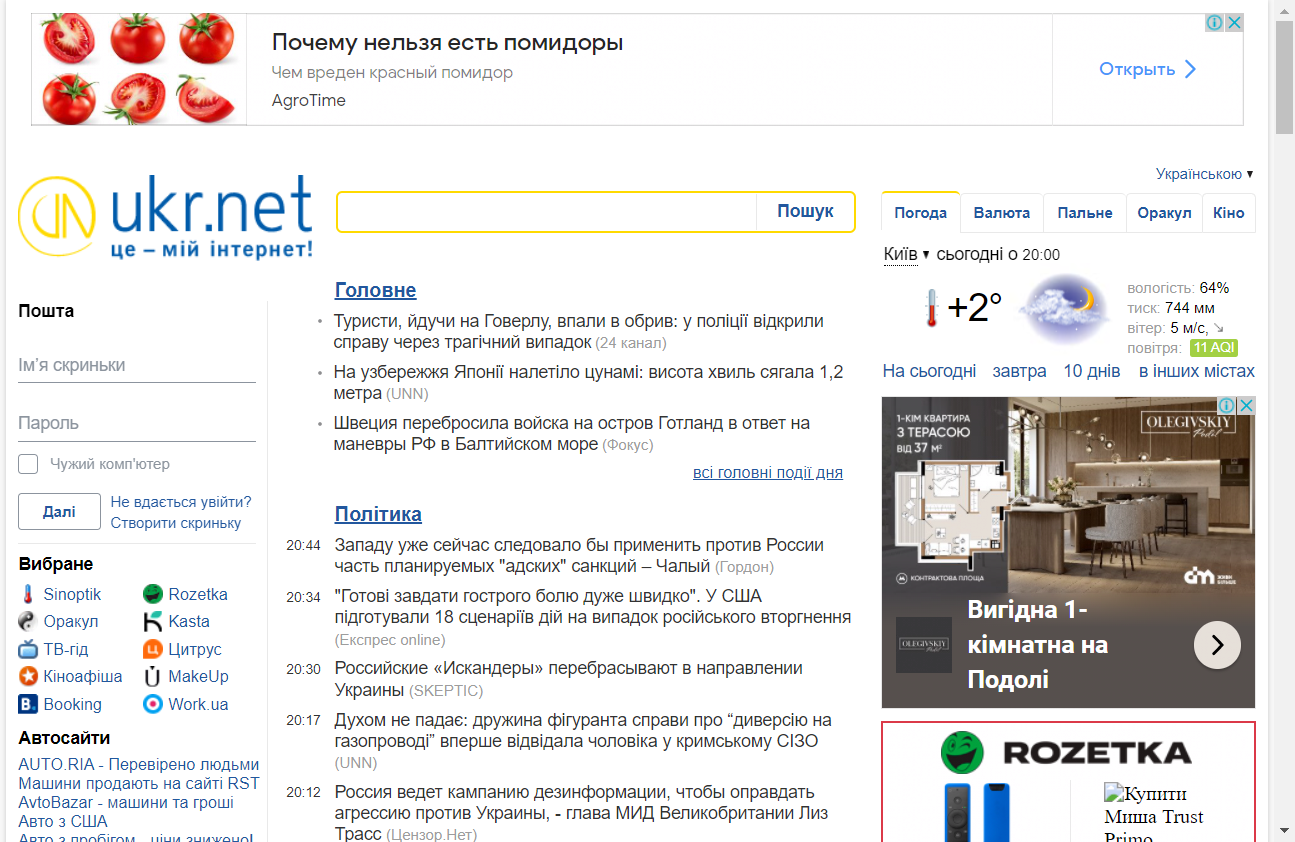 Почему нельзя есть помидоры
Чем вреден красный помидор
AgroTime
Открыть
Українською
ukr.net
це – мій інтернет!
Пошук
Погода
Валюта
Пальне
Оракул
Кіно
Київ сьогодні о 20:00
+2°
вологість: 64%
тиск: 744 мм
вітер: 5 м/с,
повітря: 11 AQI
На сьогодні завтра 10 днів в інших містах
Пошта
Ім'я скриньки
Пароль
Чужий комп'ютер
Далі
Не вдається увійти?
Створити скриньку
Вибране
Sinoptik
Rozetka
Оракул
Kasta
ТВ-гід
Цитрус
Кіноафіша
MakeUp
Booking
Work.ua
Автосайти
AUTO.RIA - Перевірено людьми
Машини продають на сайті RST
AvtoBazar - машини та гроші
Авто з США
Авто з пробігом - ціни знижено!
Головне
Туристи, йдучи на Говерлу, впали в обрив: у поліції відкрили
справу через трагічний випадок (24 канал)
На узбережжя Японії налетіло цунамі: висота хвиль сягала 1,2
метра (UNN)
Швеция перебросила войска на остров Готланд в ответ на
маневры РФ в Балтийском море (Фокус)
всі головні події дня
Політика
20:44 Западу уже сейчас следовало бы применить против России
часть планируемых "адских" санкций – Чалый (Гордон)
20:34 "Готові завдати гострого болю дуже швидко". У США
підготували 18 сценаріїв дій на випадок російського вторгнення
(Експрес online)
20:30 Российские «Искандеры» перебрасывают в направлении
Украины (SKEPTIC)
20:17 Духом не падає: дружина фігуранта справи про “диверсію на
газопроводі” вперше відвідала чоловіка у кримському СІЗО
(UNN)
20:12 Россия ведет кампанию дезинформации, чтобы оправдать
агрессию против Украины, - глава МИД Великобритании Лиз
Трасс (Цензор.Нет)
1-КІМ КВАРТИРА
З ТЕРАСОЮ
ВІД 37 М²
OLEGIVSKIY
Podil
КОНТРАКТОВА ПЛОЩА
dim
ЖИВИ
БІЛЬШЕ
OLEGIVSKIY
Вигідна 1-
кімнатна на
Подолі
ROZETKA
Купити
Миша Trust
Primo